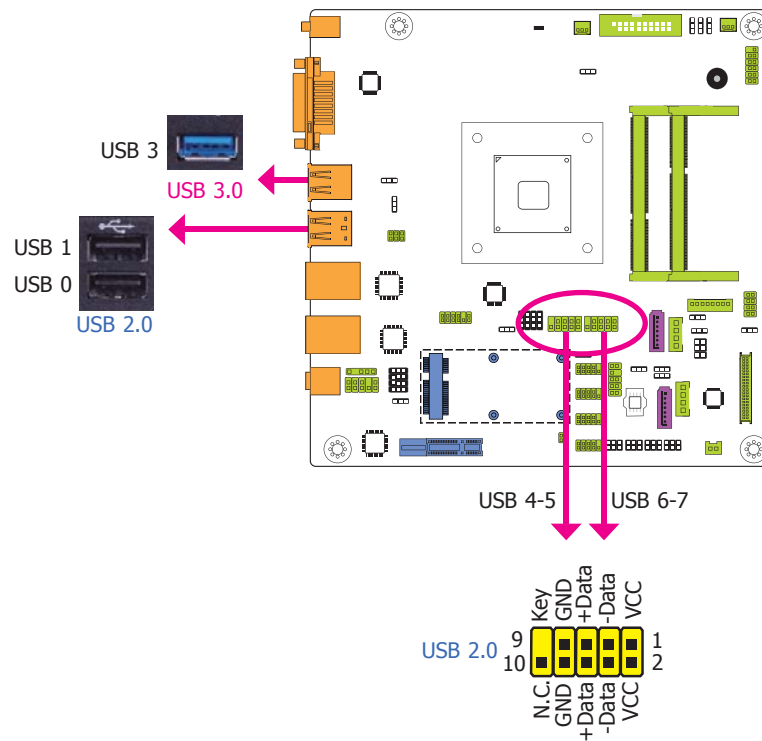 USB 3
USB 3.0
USB 1
USB 0
USB 2.0
USB 4-5
USB 6-7
Key
GND
+Data
-Data
VCC
USB 2.0
9
1
10
2
N.C.
GND
+Data
-Data
VCC